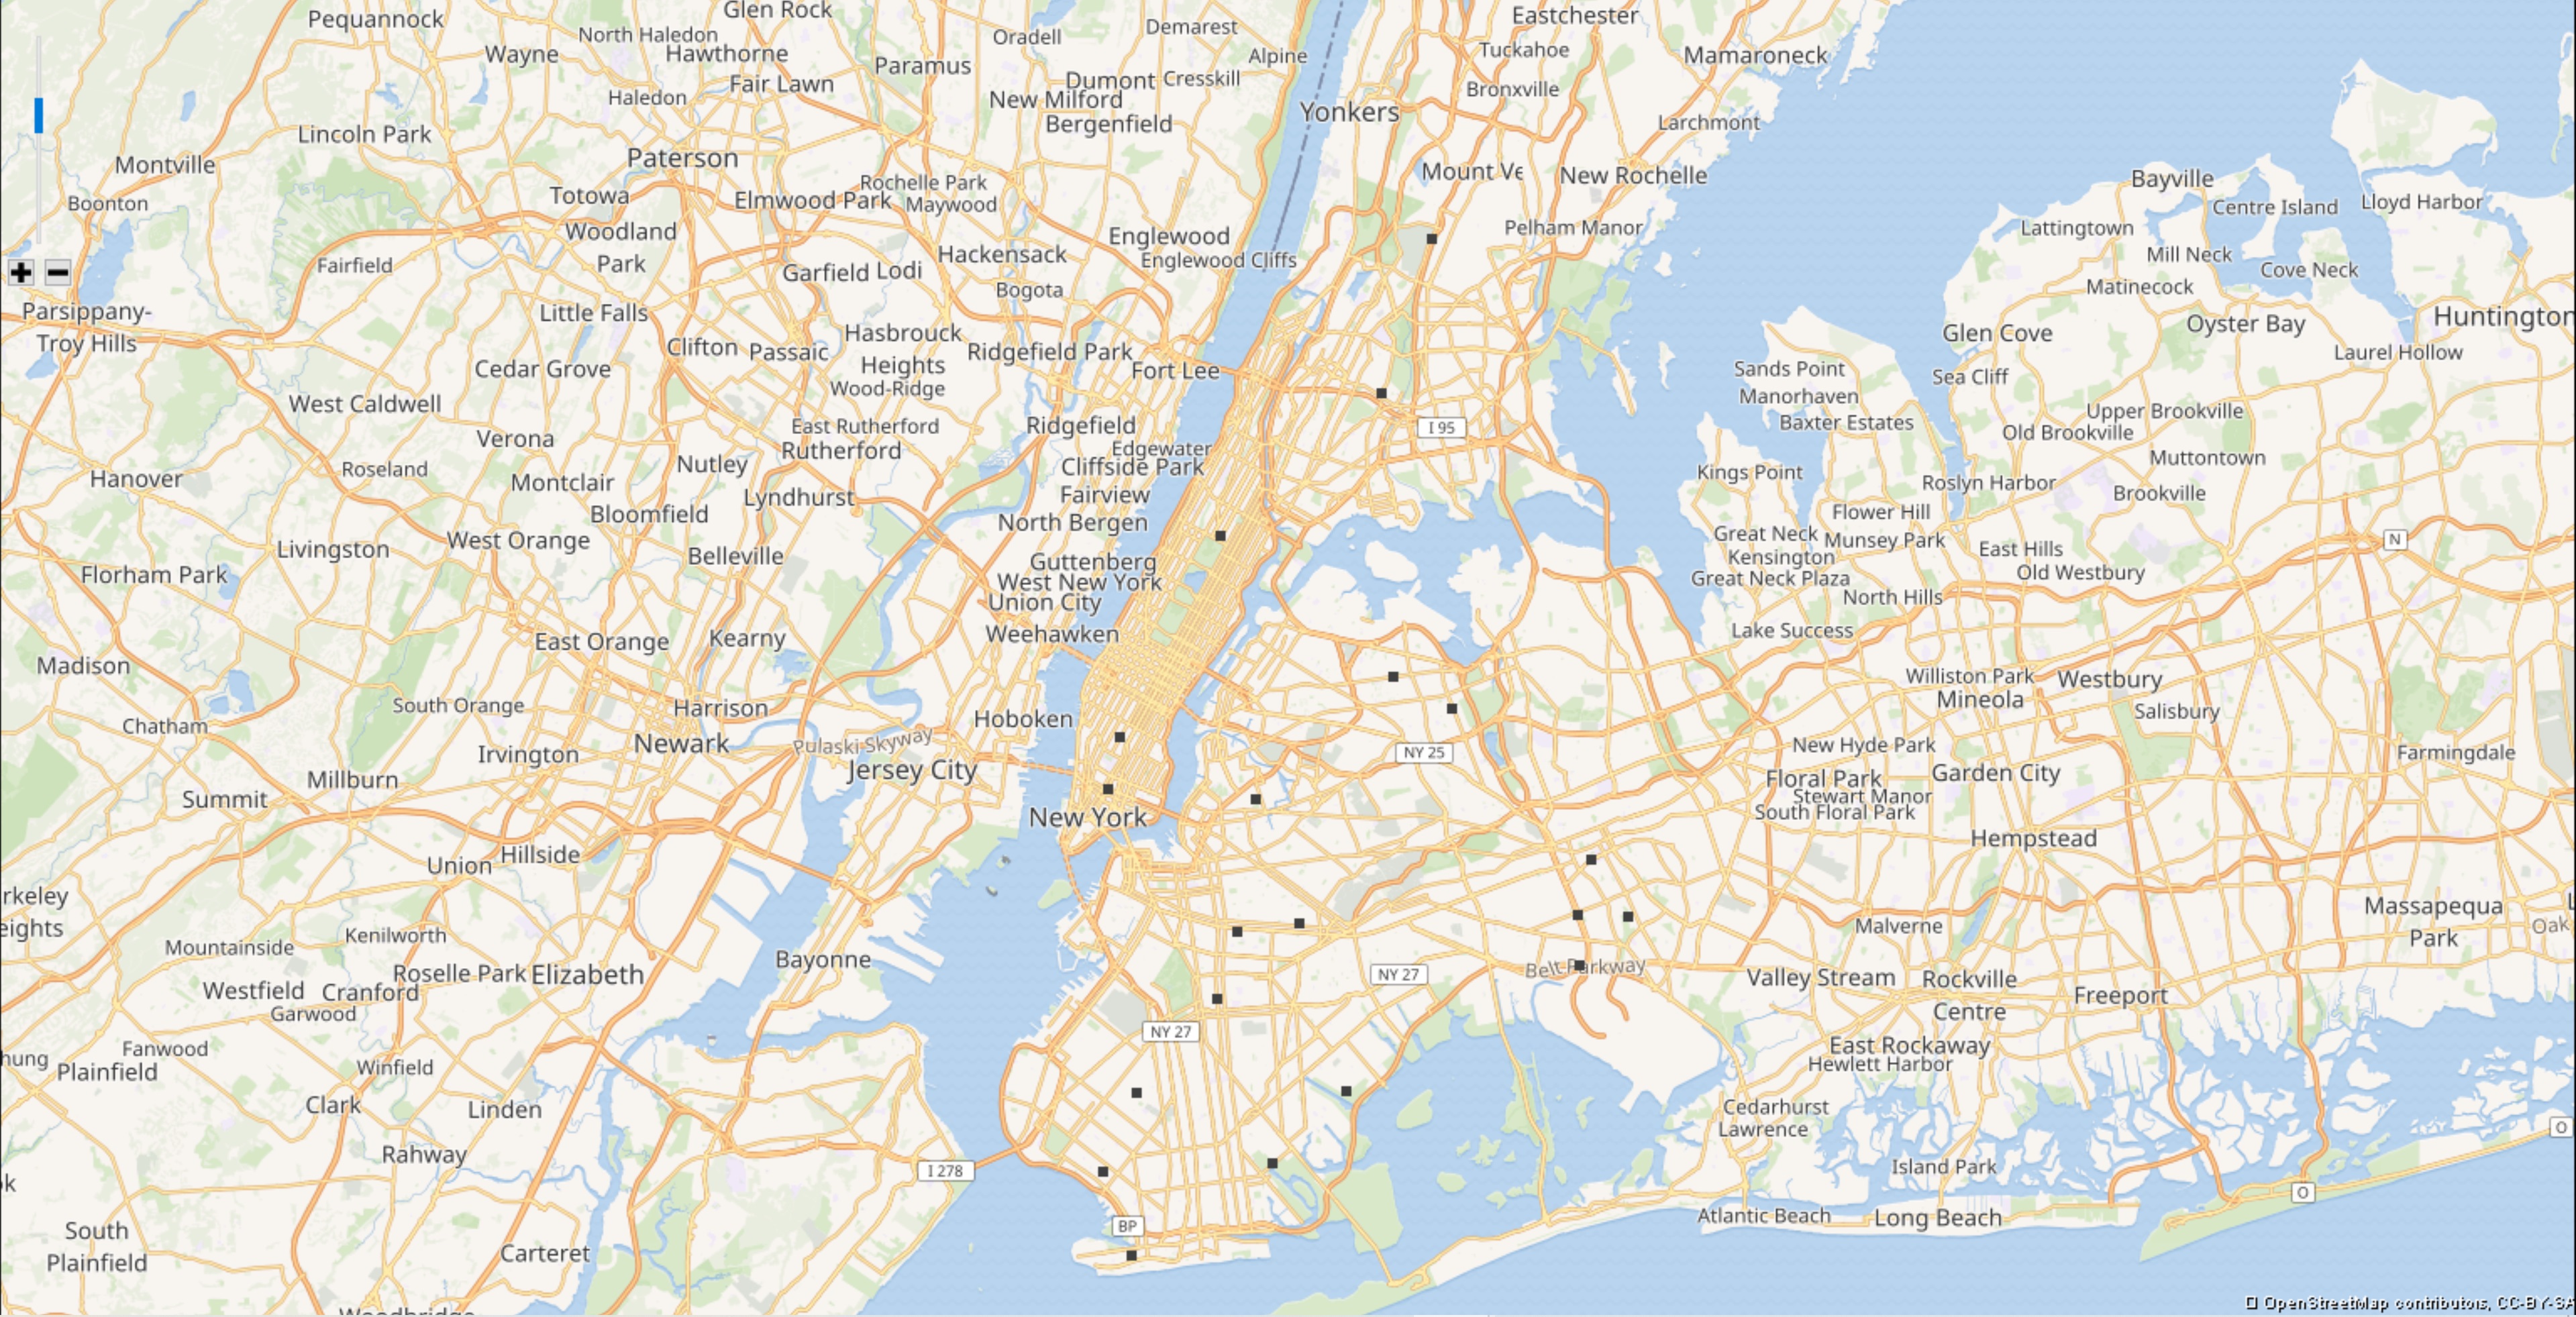 Pequannock
Glen Rock
North Haledon
Wayne
Hawthorne
Fair Lawn
Haledon
Paramus
Oradell
Demarest
Alpine
Dumont
Cresskill
New Milford
Bergenfield
Yonkers
Eastchester
Tuckahoe
Bronxville
Mamaroneck
Larchmont
Lincoln Park
Montville
Boonton
Paterson
Totowa
Elmwood Park
Rochelle Park
Maywood
Woodland
Park
Fairfield
Garfield
Lodi
Hackensack
Bogota
Englewood
Englewood Cliffs
Mount Ve
New Rochelle
Pelham Manor
Bayville
Centre Island
Lloyd Harbor
Lattingtown
Mill Neck
Cove Neck
Matinecock
Parsippany-
Troy Hills
Little Falls
Cedar Grove
Clifton
Passaic
Hasbrouck
Heights
Wood-Ridge
Ridgefield Park
Fort Lee
Glen Cove
Oyster Bay
Huntington
Laurel Hollow
Sands Point
Manorhaven
Baxter Estates
Sea Cliff
West Caldwell
Verona
Roseland
Hanover
Montclair
Bloomfield
Nutley
East Rutherford
Rutherford
Lyndhurst
Ridgefield
Edgewater
Cliffside Park
Fairview
North Bergen
I 95
Upper Brookville
Old Brookville
Muttontown
Brookville
Kings Point
Roslyn Harbor
Flower Hill
Great Neck
Munsey Park
Kensington
Great Neck Plaza
East Hills
Old Westbury
North Hills
N
Livingston
West Orange
Belleville
Florham Park
Guttenberg
West New York
Union City
Weehawken
Lake Success
East Orange
Kearny
Madison
Chatham
South Orange
Harrison
Hoboken
Williston Park
Mineola
Westbury
Salisbury
Newark
Irvington
Pulaski Skyway
Jersey City
NY 25
New Hyde Park
Floral Park
Stewart Manor
South Floral Park
Garden City
Farmingdale
Millburn
Summit
New York
Hempstead
Union
Hillside
rkeley
eights
Mountainside
Kenilworth
Bayonne
Roselle Park
Elizabeth
Westfield
Cranford
Garwood
NY 27
Belt Parkway
Malverne
Valley Stream
Rockville
Centre
Freeport
Massapequa
Park
Oak
L
NY 27
hung
Fanwood
Plainfield
Winfield
East Rockaway
Hewlett Harbor
Clark
Linden
Rahway
Cedarhurst
Lawrence
I 278
Island Park
O
k
South
Plainfield
Carteret
BP
Atlantic Beach
Long Beach
O
Woodbridge
OpenStreetMap contributors, CC-BY-SA